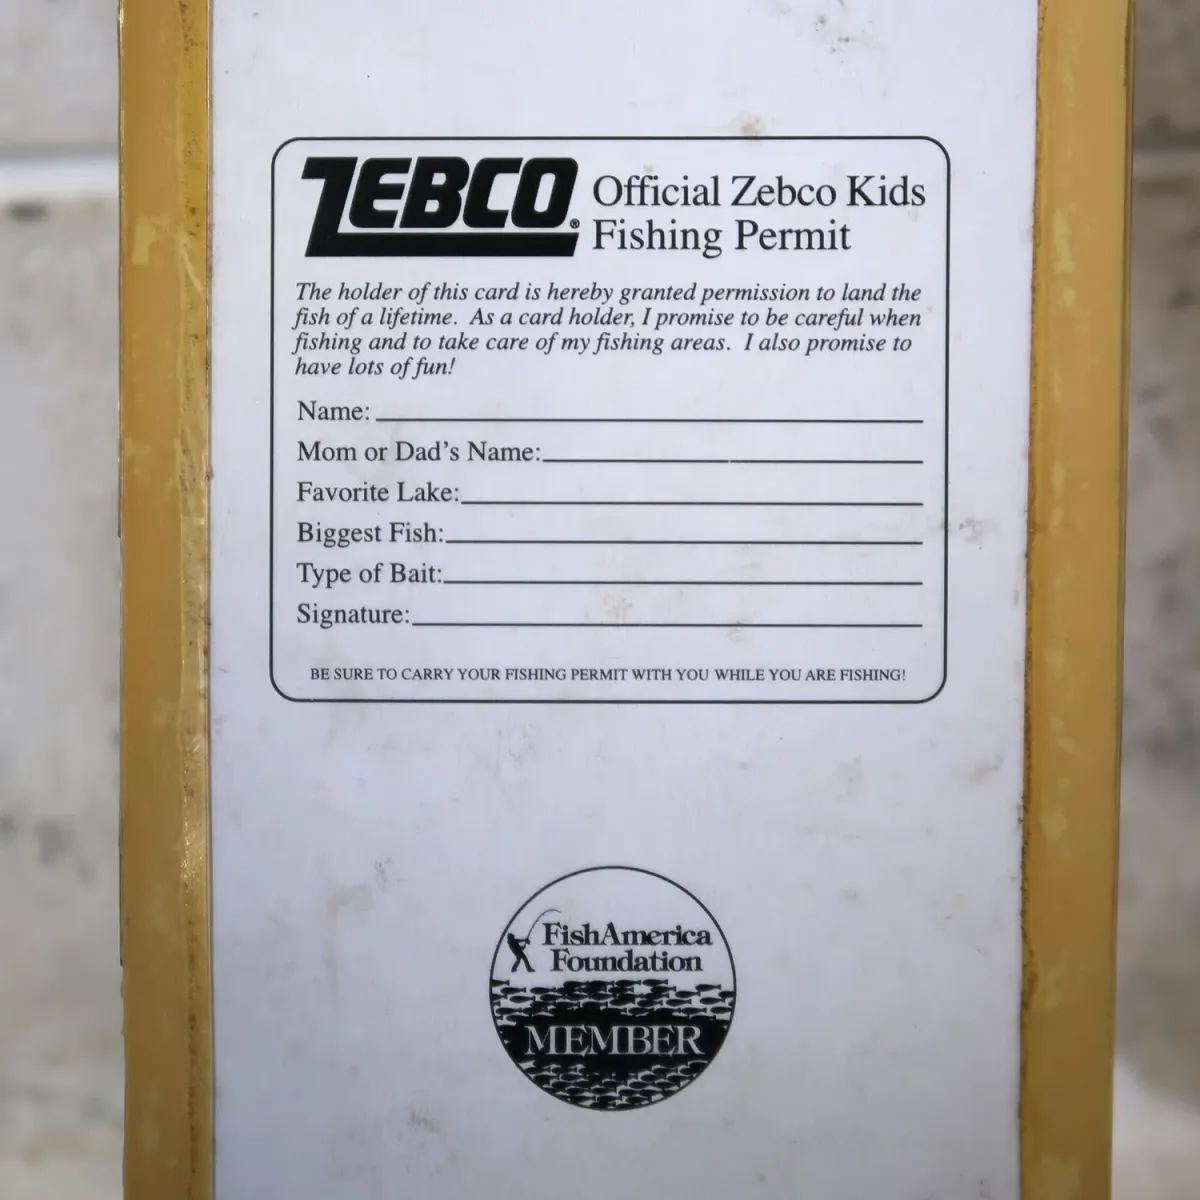 ZEBCO®
Official Zebco Kids
Fishing Permit
The holder of this card is hereby granted permission to land the
fish of a lifetime. As a card holder, I promise to be careful when
fishing and to take care of my fishing areas. I also promise to
have lots of fun!
Name:
Mom or Dad's Name:
Favorite Lake:
Biggest Fish:
Type of Bait:
Signature:
BE SURE TO CARRY YOUR FISHING PERMIT WITH YOU WHILE YOU ARE FISHING!
FishAmerica
Foundation
MEMBER